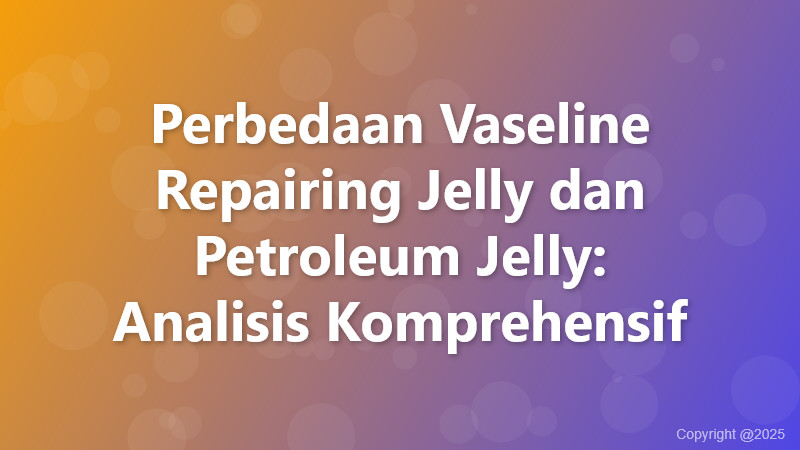 Perbedaan Vaseline
Repairing Jelly dan
Petroleum Jelly:
Analisis Komprehensif
Copyright @2025